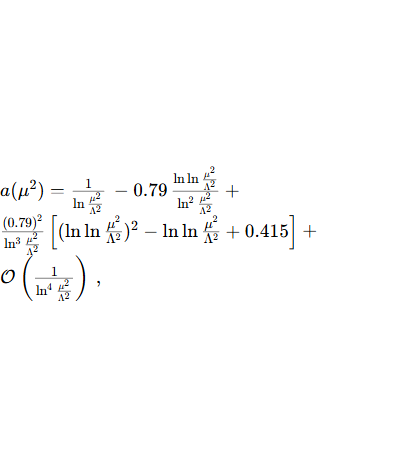 a(μ²) = \frac{1}{\ln \frac{μ^2}{Λ^2}} − 0.79 \frac{\ln \ln \frac{μ^2}{Λ^2}}{\ln^2 \frac{μ^2}{Λ^2}} +
\frac{(0.79)^2}{\ln^3 \frac{μ^2}{Λ^2}} \left[ (\ln \ln \frac{μ^2}{Λ^2})^2 − \ln \ln \frac{μ^2}{Λ^2} + 0.415 \right] +
\mathcal{O} \left( \frac{1}{\ln^4 \frac{μ^2}{Λ^2}} \right) ,